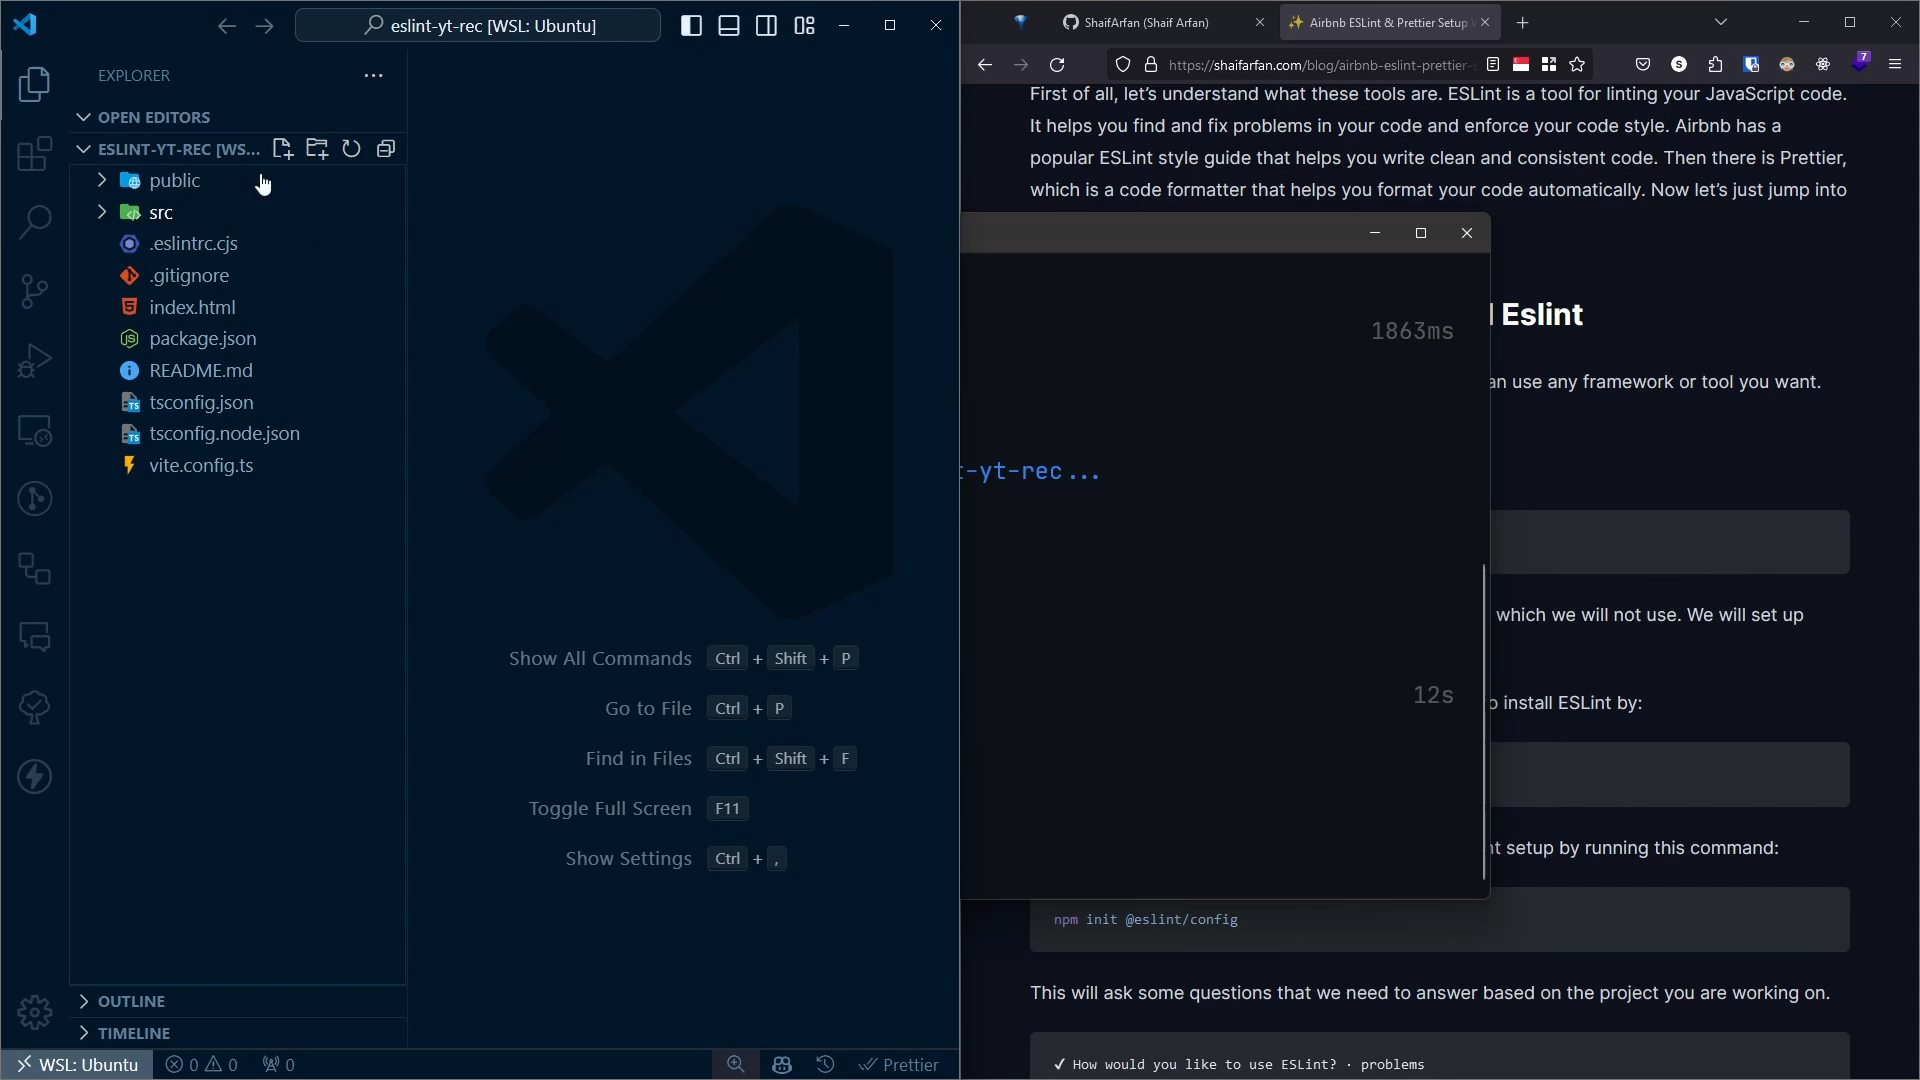 eslint-yt-rec [WSL: Ubuntu]
EXPLORER
OPEN EDITORS
ESLINT-YT-REC [WS...
public
src
.eslintrc.cjs
.gitignore
index.html
package.json
README.md
tsconfig.json
tsconfig.node.json
vite.config.ts
Show All Commands Ctrl + Shift + P
Go to File Ctrl + P
Find in Files Ctrl + Shift + F
Toggle Full Screen F11
Show Settings Ctrl + ,
OUTLINE
TIMELINE
WSL: Ubuntu 0 0 0 Prettier
ShaifArfan (Shaif Arfan)
Airbnb ESLint & Prettier Setup
https://shaifarfan.com/blog/airbnb-eslint-prettier-
S
7
First of all, let’s understand what these tools are. ESLint is a tool for linting your JavaScript code.
It helps you find and fix problems in your code and enforce your code style. Airbnb has a
popular ESLint style guide that helps you write clean and consistent code. Then there is Prettier,
which is a code formatter that helps you format your code automatically. Now let’s just jump into
1863ms
-yt-rec...
12s
Eslint
an use any framework or tool you want.
which we will not use. We will set up
o install ESLint by:
nt setup by running this command:
npm init @eslint/config
This will ask some questions that we need to answer based on the project you are working on.
✔ How would you like to use ESLint? · problems